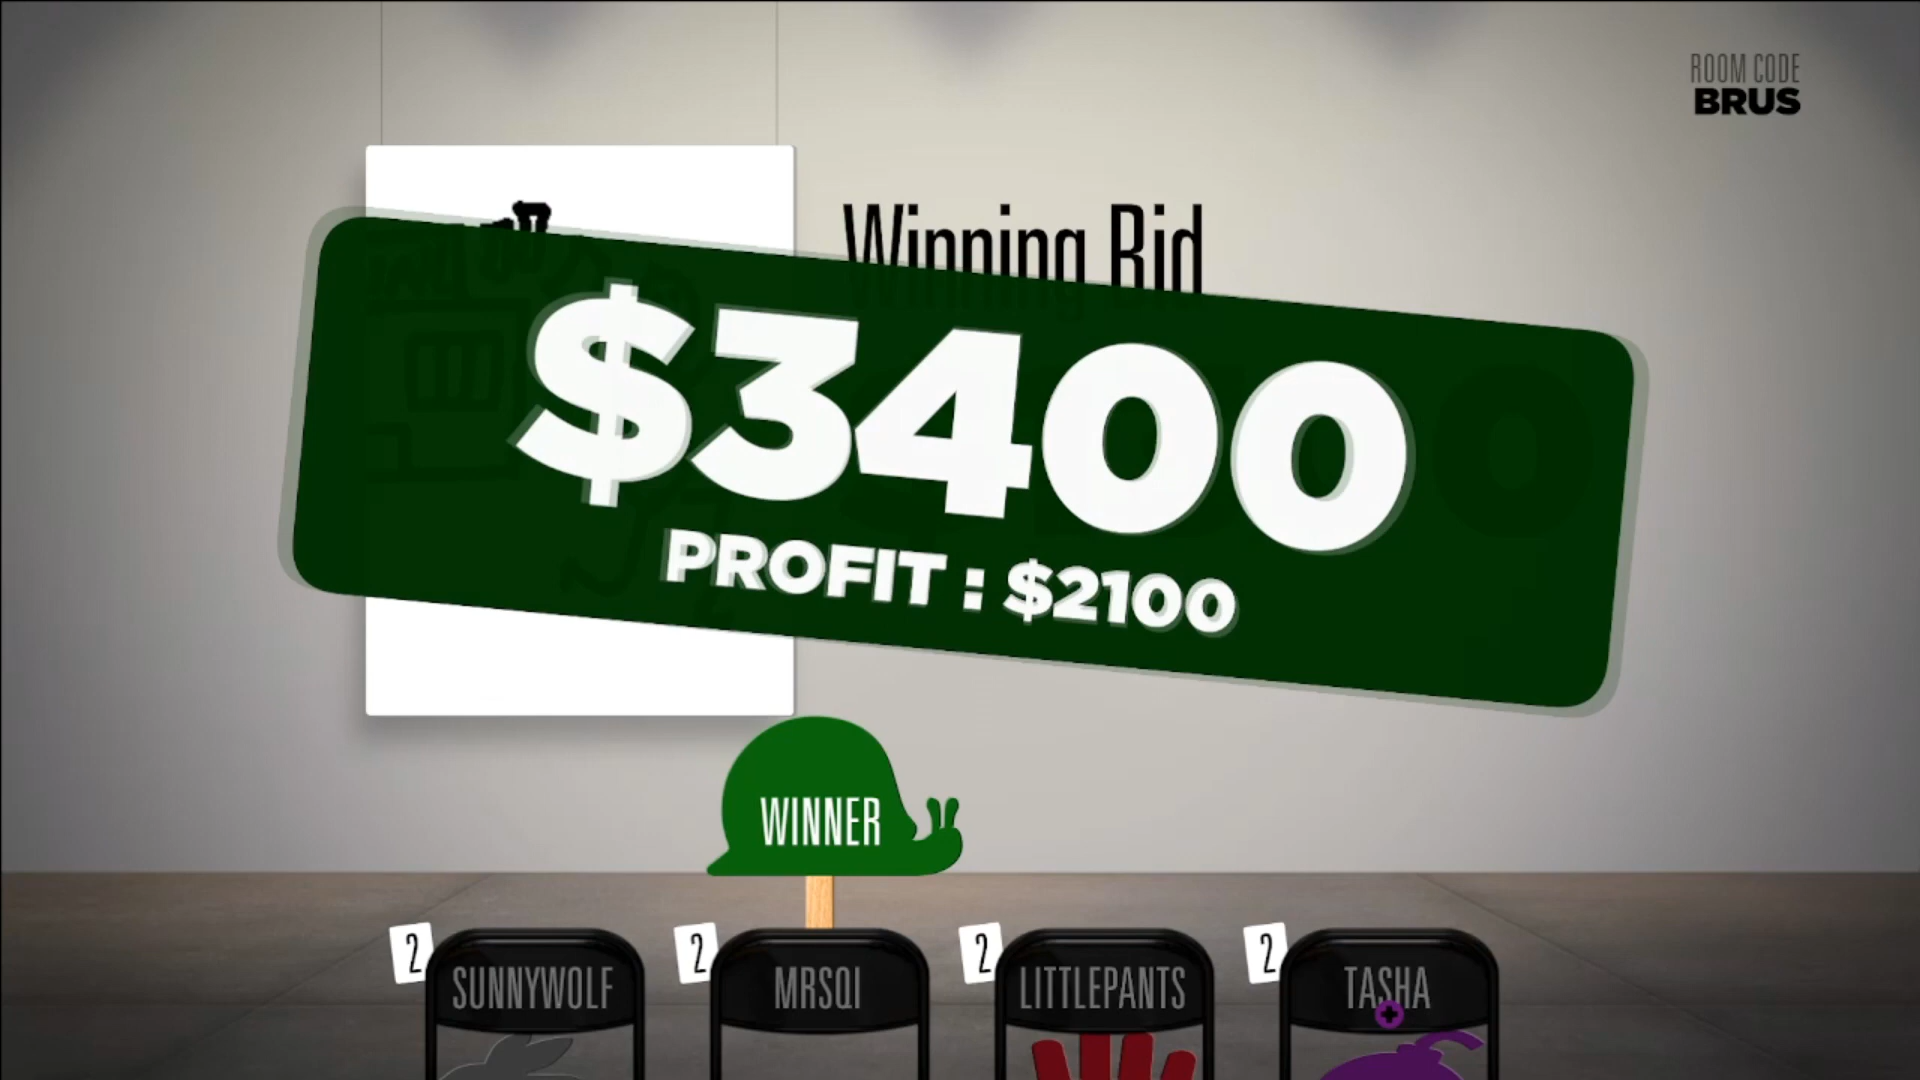 ROOM CODE
BRUS
Winning Bid
$3400
PROFIT : $2100
WINNER
2
SUNNYWOLF
2
MRSQI
2
LITTLEPANTS
2
TASHA